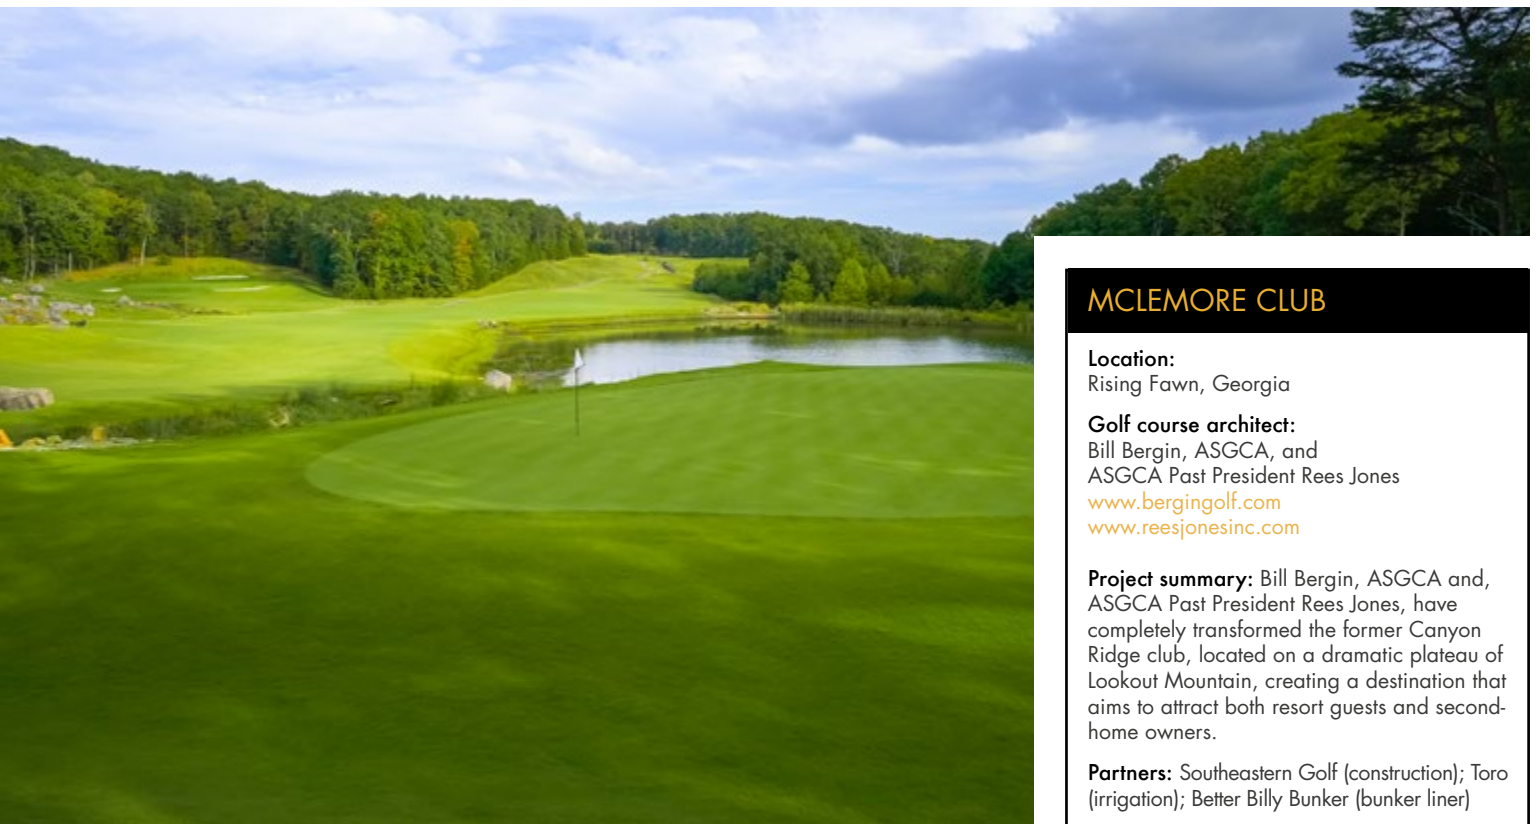 MCLEMORE CLUB
Location:
Rising Fawn, Georgia
Golf course architect:
Bill Bergin, ASGCA, and
ASGCA Past President Rees Jones
www.bergingolf.com
www.reesjonesinc.com
Project summary: Bill Bergin, ASGCA and,
ASGCA Past President Rees Jones, have
completely transformed the former Canyon
Ridge club, located on a dramatic plateau of
Lookout Mountain, creating a destination that
aims to attract both resort guests and second-
home owners.
Partners: Southeastern Golf (construction); Toro
(irrigation); Better Billy Bunker (bunker liner)